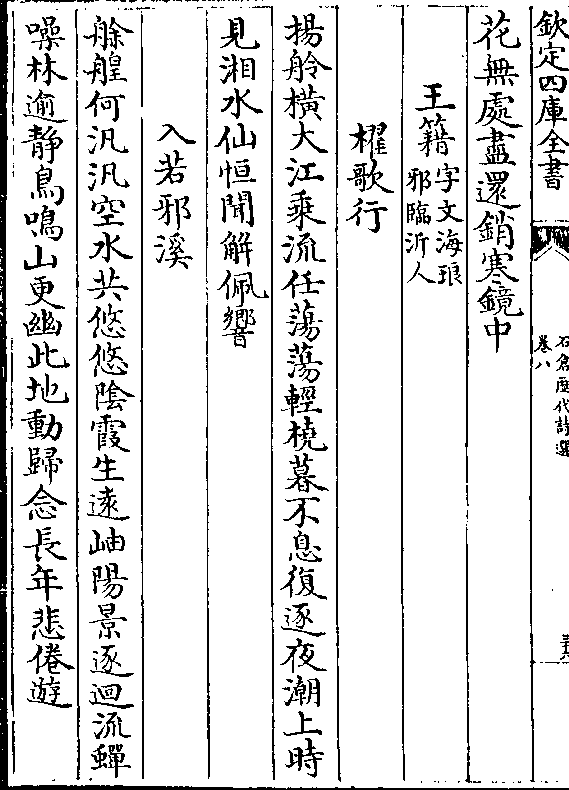 欽定四庫全書
石倉歴代詩選
卷八
花無處盡還銷寒鏡中
王籍字文海琅
邪臨沂人
櫂歌行
揚舲横大江乗流任蕩蕩輕橈暮不息復逐夜潮上時
見湘水仙恒聞解佩響
入若邪溪
艅艎何汎汎空水共悠悠隂霞生逺岫陽景逐迴流蟬
噪林逾静鳥鳴山更幽此地動歸念長年悲倦遊